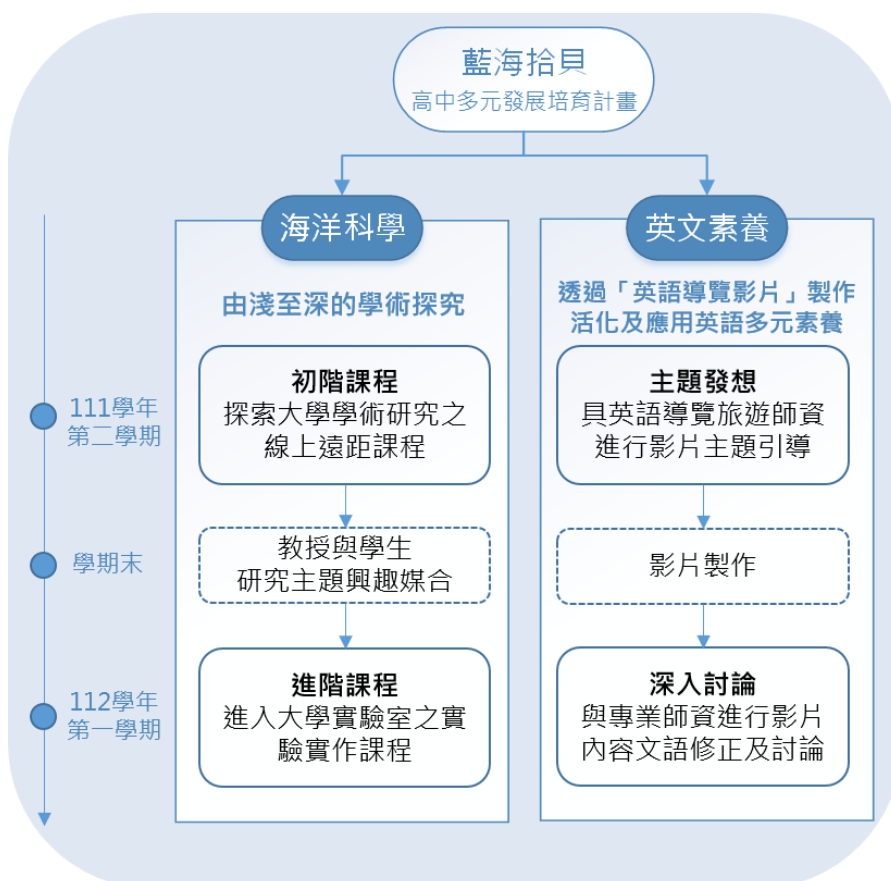 藍海拾貝
高中多元發展培育計畫
海洋科學
英文素養
由淺至深的學術探究
透過「英語導覽影片」製作
活化及應用英語多元素養
111學年
第二學期
初階課程
探索大學學術研究之
線上遠距課程
主題發想
具英語導覽旅遊師資
進行影片主題引導
學期末
教授與學生
研究主題興趣媒合
影片製作
112學年
第一學期
進階課程
進入大學實驗室之實
驗實作課程
深入討論
與專業師資進行影片
內容文語修正及討論